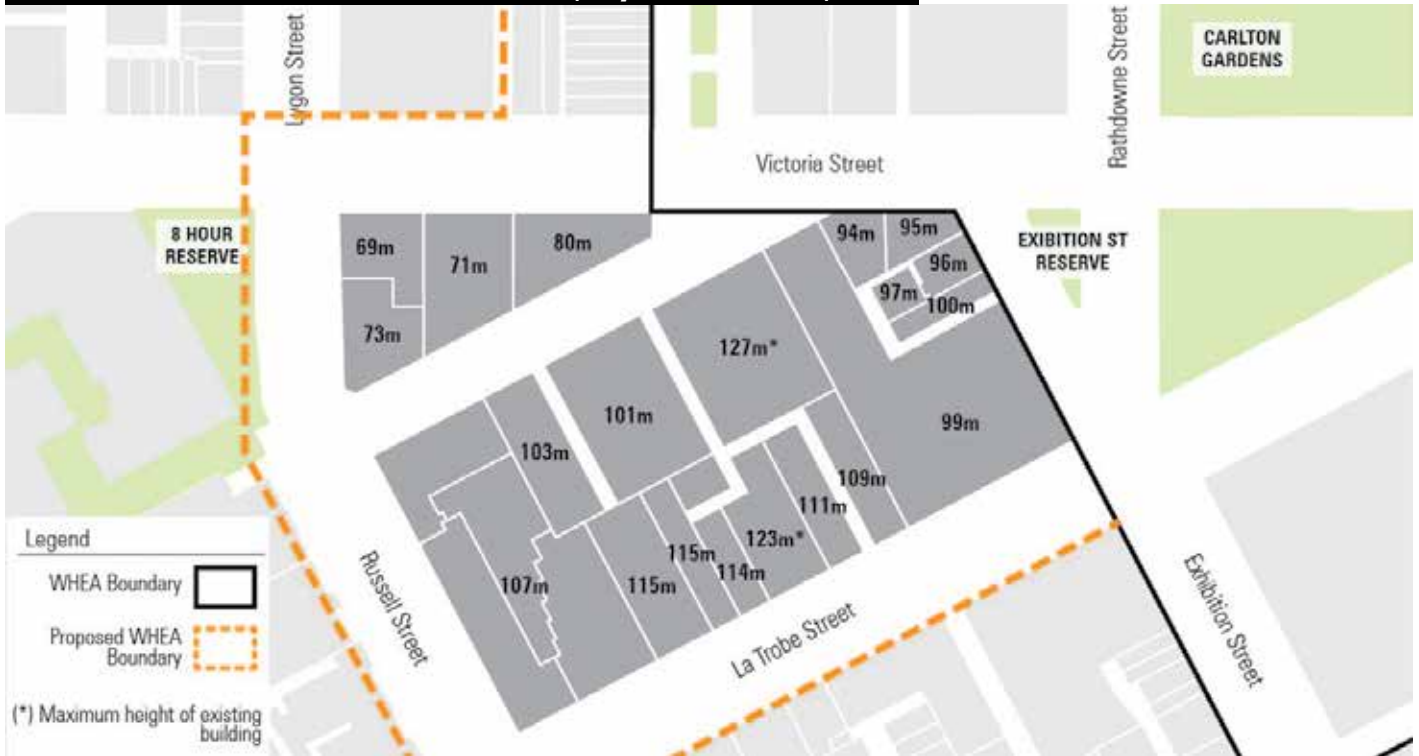 Lygon Street
Rathdowne Street
CARLTON
GARDENS
Victoria Street
8 HOUR
RESERVE
EXIBITION ST
RESERVE
69m
71m
80m
94m
95m
96m
97m
100m
73m
127m*
101m
99m
103m
109m
111m
123m*
115m
114m
115m
107m
Russell Street
La Trobe Street
Exhibition Street
Legend
WHEA Boundary
Proposed WHEA
Boundary
(*) Maximum height of existing
building